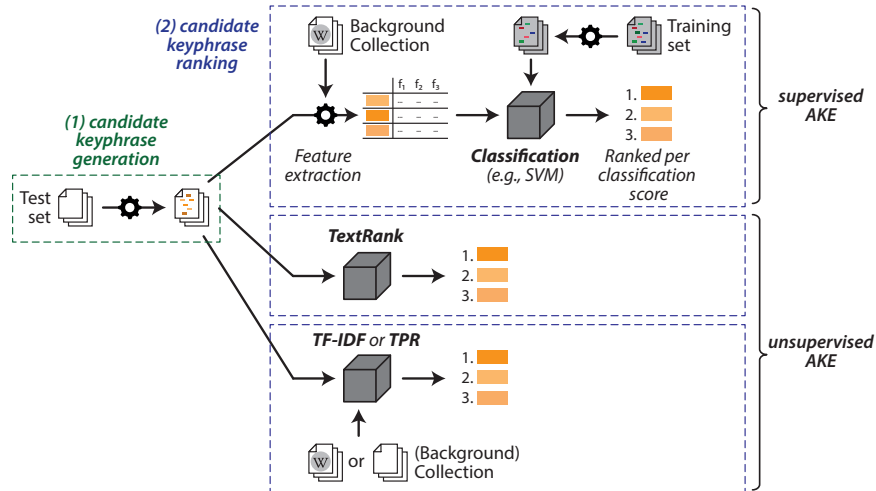 (2) candidate
keyphrase
ranking
Background
Collection
W
Training
set
f1 f2 f3
– – –
– – –
– – –
1.
2.
3.
Feature
extraction
Classification
(e.g., SVM)
Ranked per
classification
score
supervised
AKE
(1) candidate
keyphrase
generation
Test
set
TextRank
1.
2.
3.
TF-IDF or TPR
1.
2.
3.
unsupervised
AKE
W or (Background)
Collection